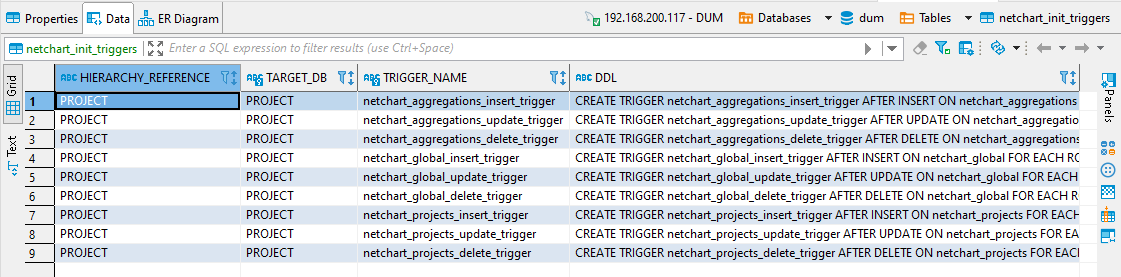 Properties Data ER Diagram 192.168.200.117 - DUM Databases dum Tables netchart_init_triggers
netchart_init_triggers Enter a SQL expression to filter results (use Ctrl+Space)
Grid
Text
Panels
ABC HIERARCHY_REFERENCE ABC TARGET_DB ABC TRIGGER_NAME ABC DDL
1 PROJECT PROJECT netchart_aggregations_insert_trigger CREATE TRIGGER netchart_aggregations_insert_trigger AFTER INSERT ON netchart_aggregations
2 PROJECT PROJECT netchart_aggregations_update_trigger CREATE TRIGGER netchart_aggregations_update_trigger AFTER UPDATE ON netchart_aggregatio
3 PROJECT PROJECT netchart_aggregations_delete_trigger CREATE TRIGGER netchart_aggregations_delete_trigger AFTER DELETE ON netchart_aggregations
4 PROJECT PROJECT netchart_global_insert_trigger CREATE TRIGGER netchart_global_insert_trigger AFTER INSERT ON netchart_global FOR EACH RO
5 PROJECT PROJECT netchart_global_update_trigger CREATE TRIGGER netchart_global_update_trigger AFTER UPDATE ON netchart_global FOR EACH
6 PROJECT PROJECT netchart_global_delete_trigger CREATE TRIGGER netchart_global_delete_trigger AFTER DELETE ON netchart_global FOR EACH R
7 PROJECT PROJECT netchart_projects_insert_trigger CREATE TRIGGER netchart_projects_insert_trigger AFTER INSERT ON netchart_projects FOR EACH
8 PROJECT PROJECT netchart_projects_update_trigger CREATE TRIGGER netchart_projects_update_trigger AFTER UPDATE ON netchart_projects FOR EAC
9 PROJECT PROJECT netchart_projects_delete_trigger CREATE TRIGGER netchart_projects_delete_trigger AFTER DELETE ON netchart_projects FOR EAC